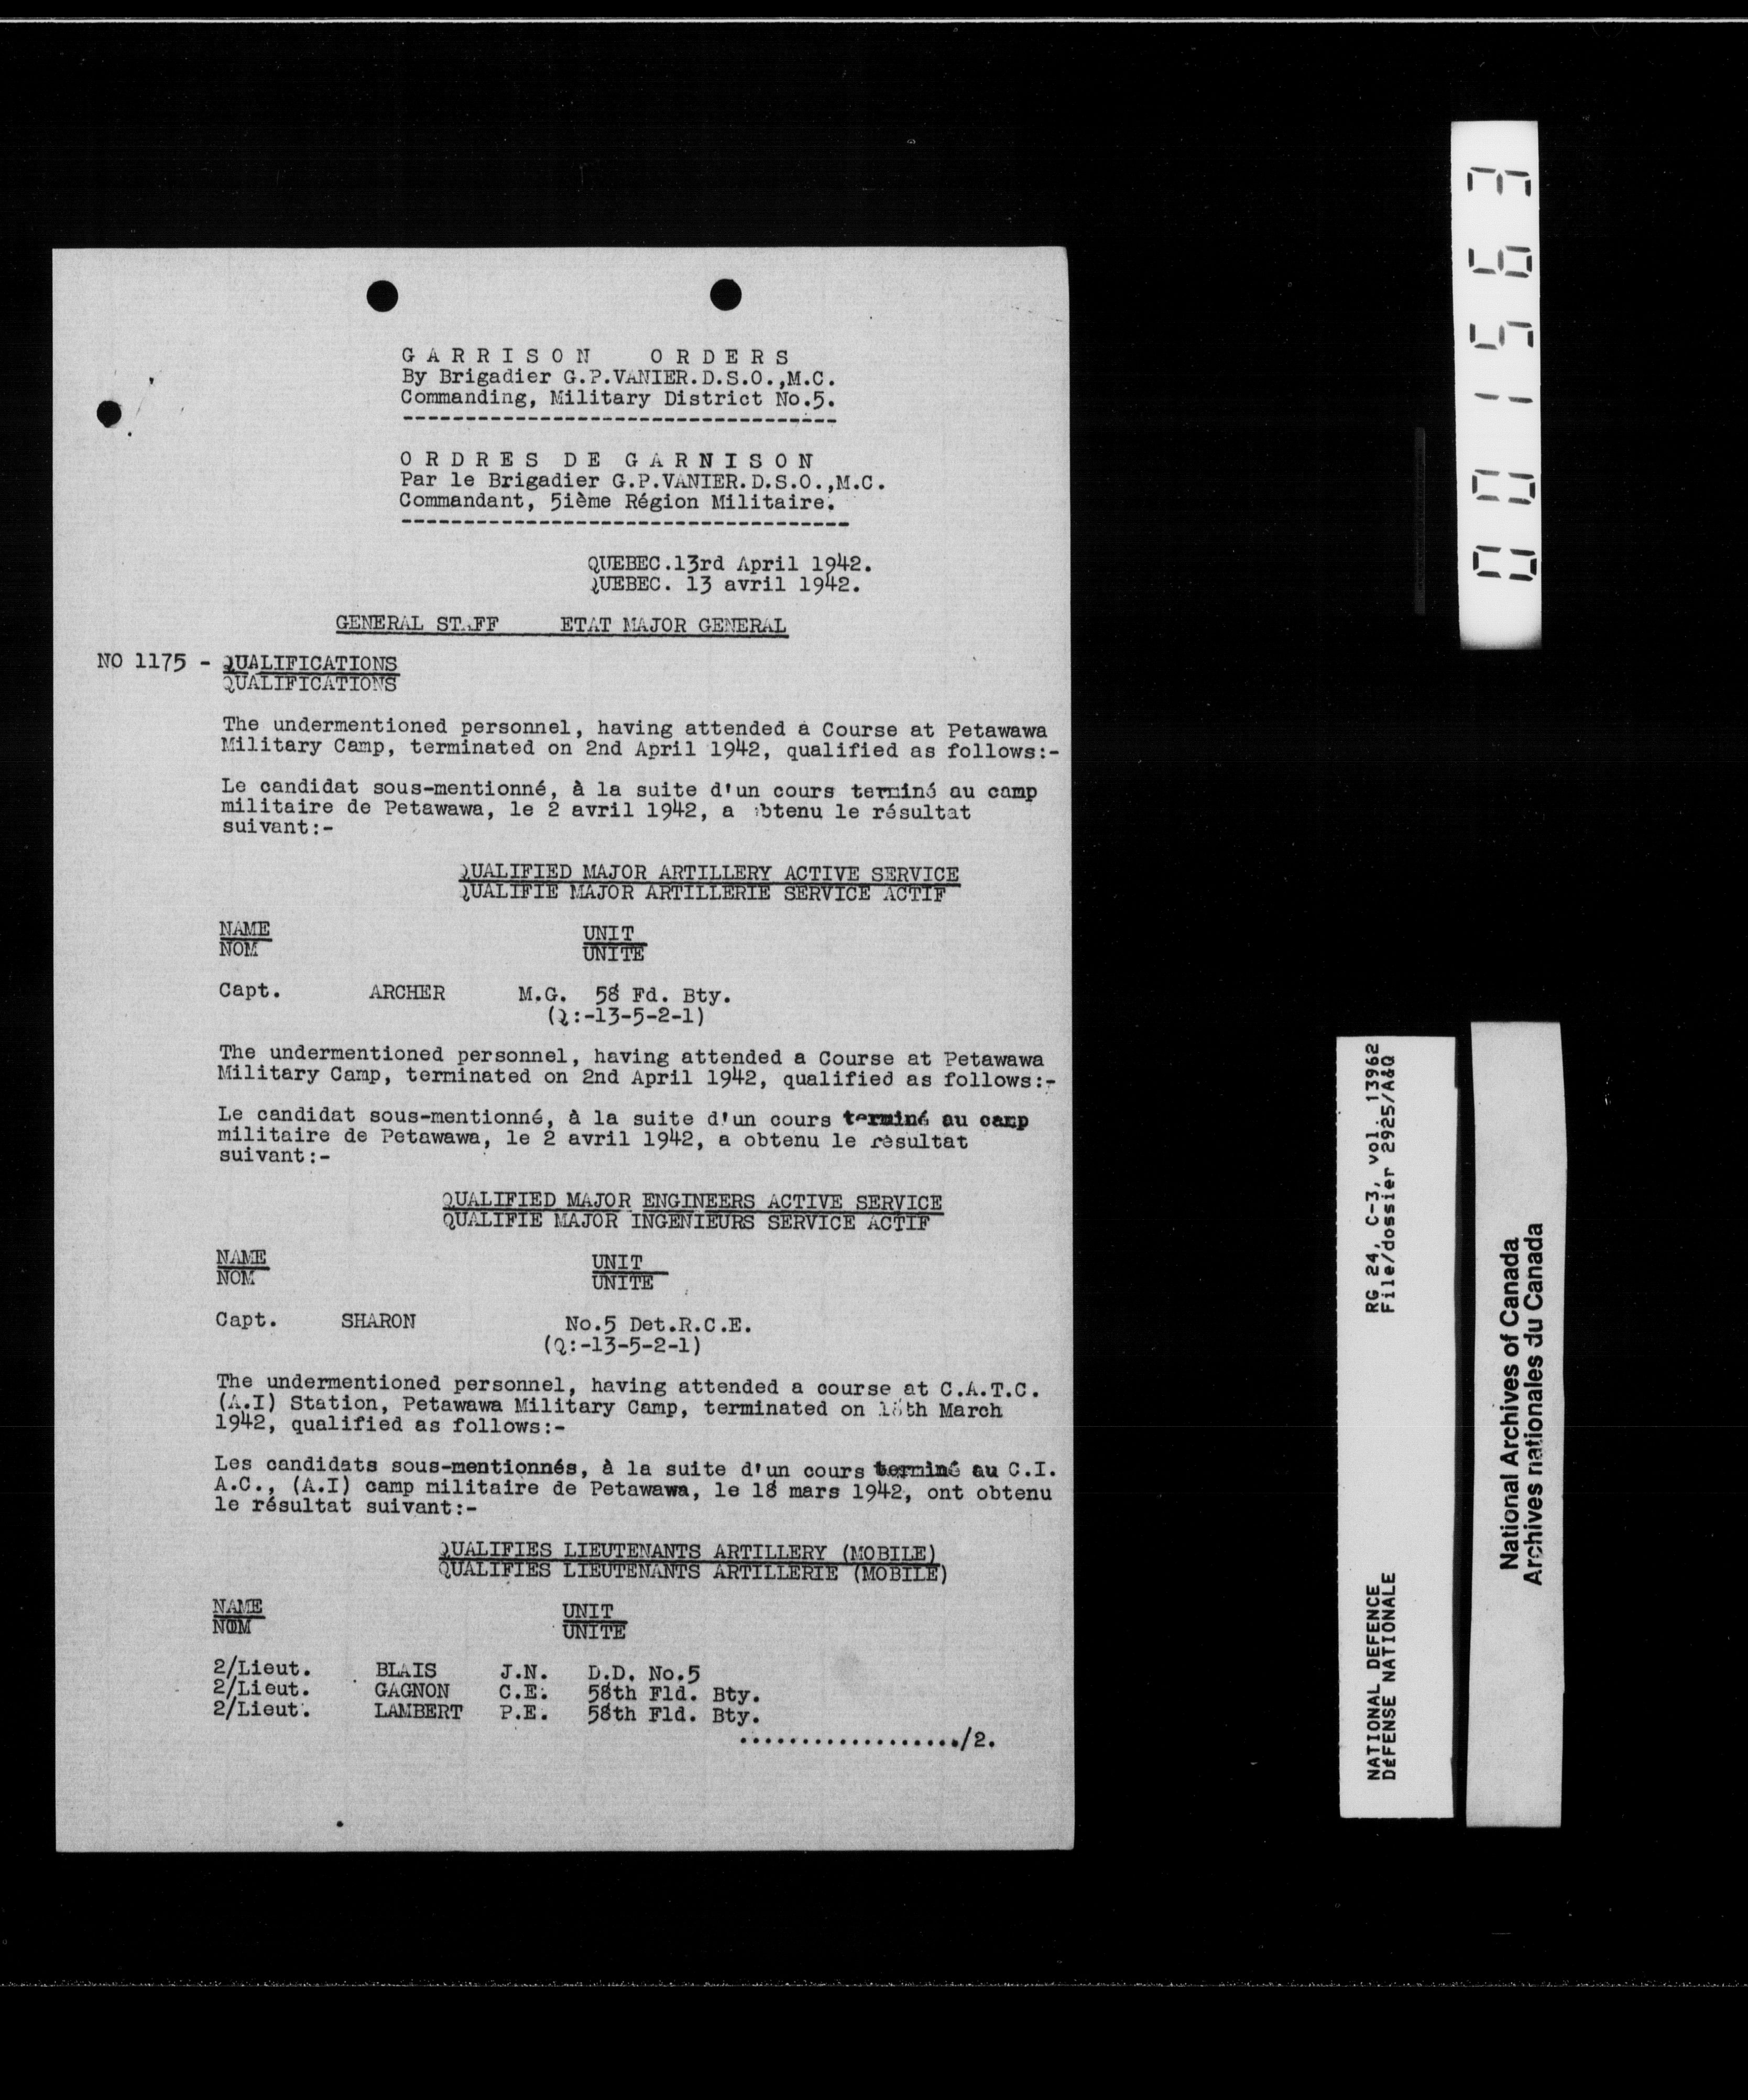 G A R R I S O N   O R D E R S
By Brigadier G.P.VANIER.D.S.O.,M.C.
Commanding, Military District No.5.
-----------------------------------
O R D R E S  D E  G A R N I S O N
Par le Brigadier G.P.VANIER.D.S.O.,M.C.
Commandant, 5ième Région Militaire.
------------------------------------
QUEBEC.13rd April 1942.
QUEBEC. 13 avril 1942.
GENERAL STAFF     ETAT MAJOR GENERAL
NO 1175 - QUALIFICATIONS
QUALIFICATIONS
The undermentioned personnel, having attended a Course at Petawawa
Military Camp, terminated on 2nd April 1942, qualified as follows:-
Le candidat sous-mentionné, à la suite d'un cours terminé au camp
militaire de Petawawa, le 2 avril 1942, a obtenu le résultat
suivant:-
QUALIFIED MAJOR ARTILLERY ACTIVE SERVICE
QUALIFIE MAJOR ARTILLERIE SERVICE ACTIF
NAME     UNIT
NOM     UNITE
Capt.     ARCHER     M.G.  58 Fd. Bty.
(Q:-13-5-2-1)
The undermentioned personnel, having attended a Course at Petawawa
Military Camp, terminated on 2nd April 1942, qualified as follows:-
Le candidat sous-mentionné, à la suite d'un cours terminé au camp
militaire de Petawawa, le 2 avril 1942, a obtenu le résultat
suivant:-
QUALIFIED MAJOR ENGINEERS ACTIVE SERVICE
QUALIFIE MAJOR INGENIEURS SERVICE ACTIF
NAME     UNIT
NOM     UNITE
Capt.     SHARON     No.5 Det.R.C.E.
(Q:-13-5-2-1)
The undermentioned personnel, having attended a course at C.A.T.C.
(A.I) Station, Petawawa Military Camp, terminated on 18th March
1942, qualified as follows:-
Les candidats sous-mentionnés, à la suite d'un cours terminé au C.I.
A.C., (A.I) camp militaire de Petawawa, le 18 mars 1942, ont obtenu
le résultat suivant:-
QUALIFIES LIEUTENANTS ARTILLERY (MOBILE)
QUALIFIES LIEUTENANTS ARTILLERIE (MOBILE)
NAME     UNIT
NOM     UNITE
2/Lieut.     BLAIS     J.N.   D.D. No.5
2/Lieut.     GAGNON    C.E.   58th Fld. Bty.
2/Lieut.     LAMBERT   P.E.   58th Fld. Bty.
................../2.
001563
NATIONAL DEFENCE     RG 24, C-3, vol. 13962
DéFENSE NATIONALE     File/dossier 2925/A&Q
National Archives of Canada
Archives nationales du Canada